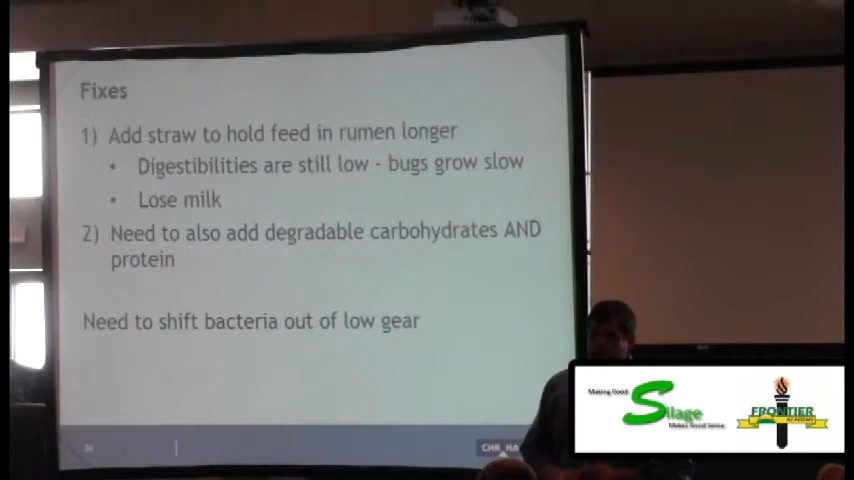 Fixes
1) Add straw to hold feed in rumen longer
• Digestibilities are still low - bugs grow slow
• Lose milk
2) Need to also add degradable carbohydrates AND
protein
Need to shift bacteria out of low gear
CHR_HA
Making Good
Silage
Makes Good Sense
FRONTIER
ACADEMY